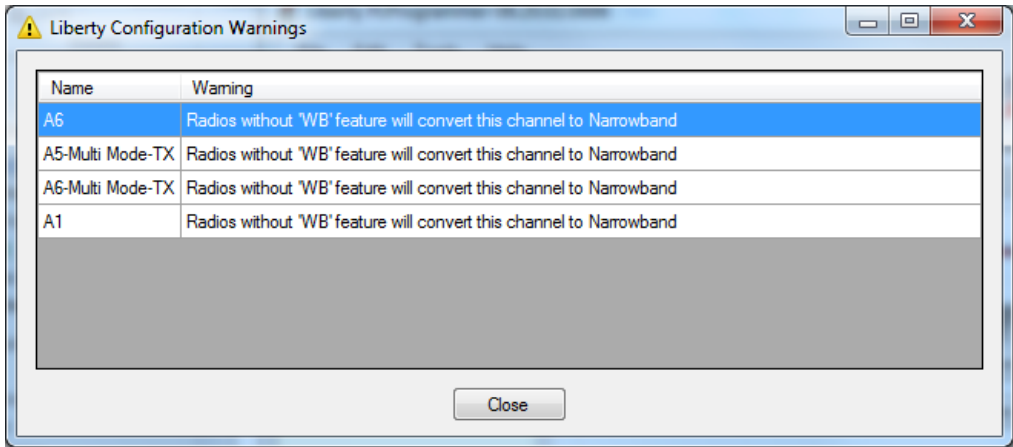 Liberty Configuration Warnings
Name Warning
A6 Radios without 'WB' feature will convert this channel to Narrowband
A5-Multi Mode-TX Radios without 'WB' feature will convert this channel to Narrowband
A6-Multi Mode-TX Radios without 'WB' feature will convert this channel to Narrowband
A1 Radios without 'WB' feature will convert this channel to Narrowband
Close